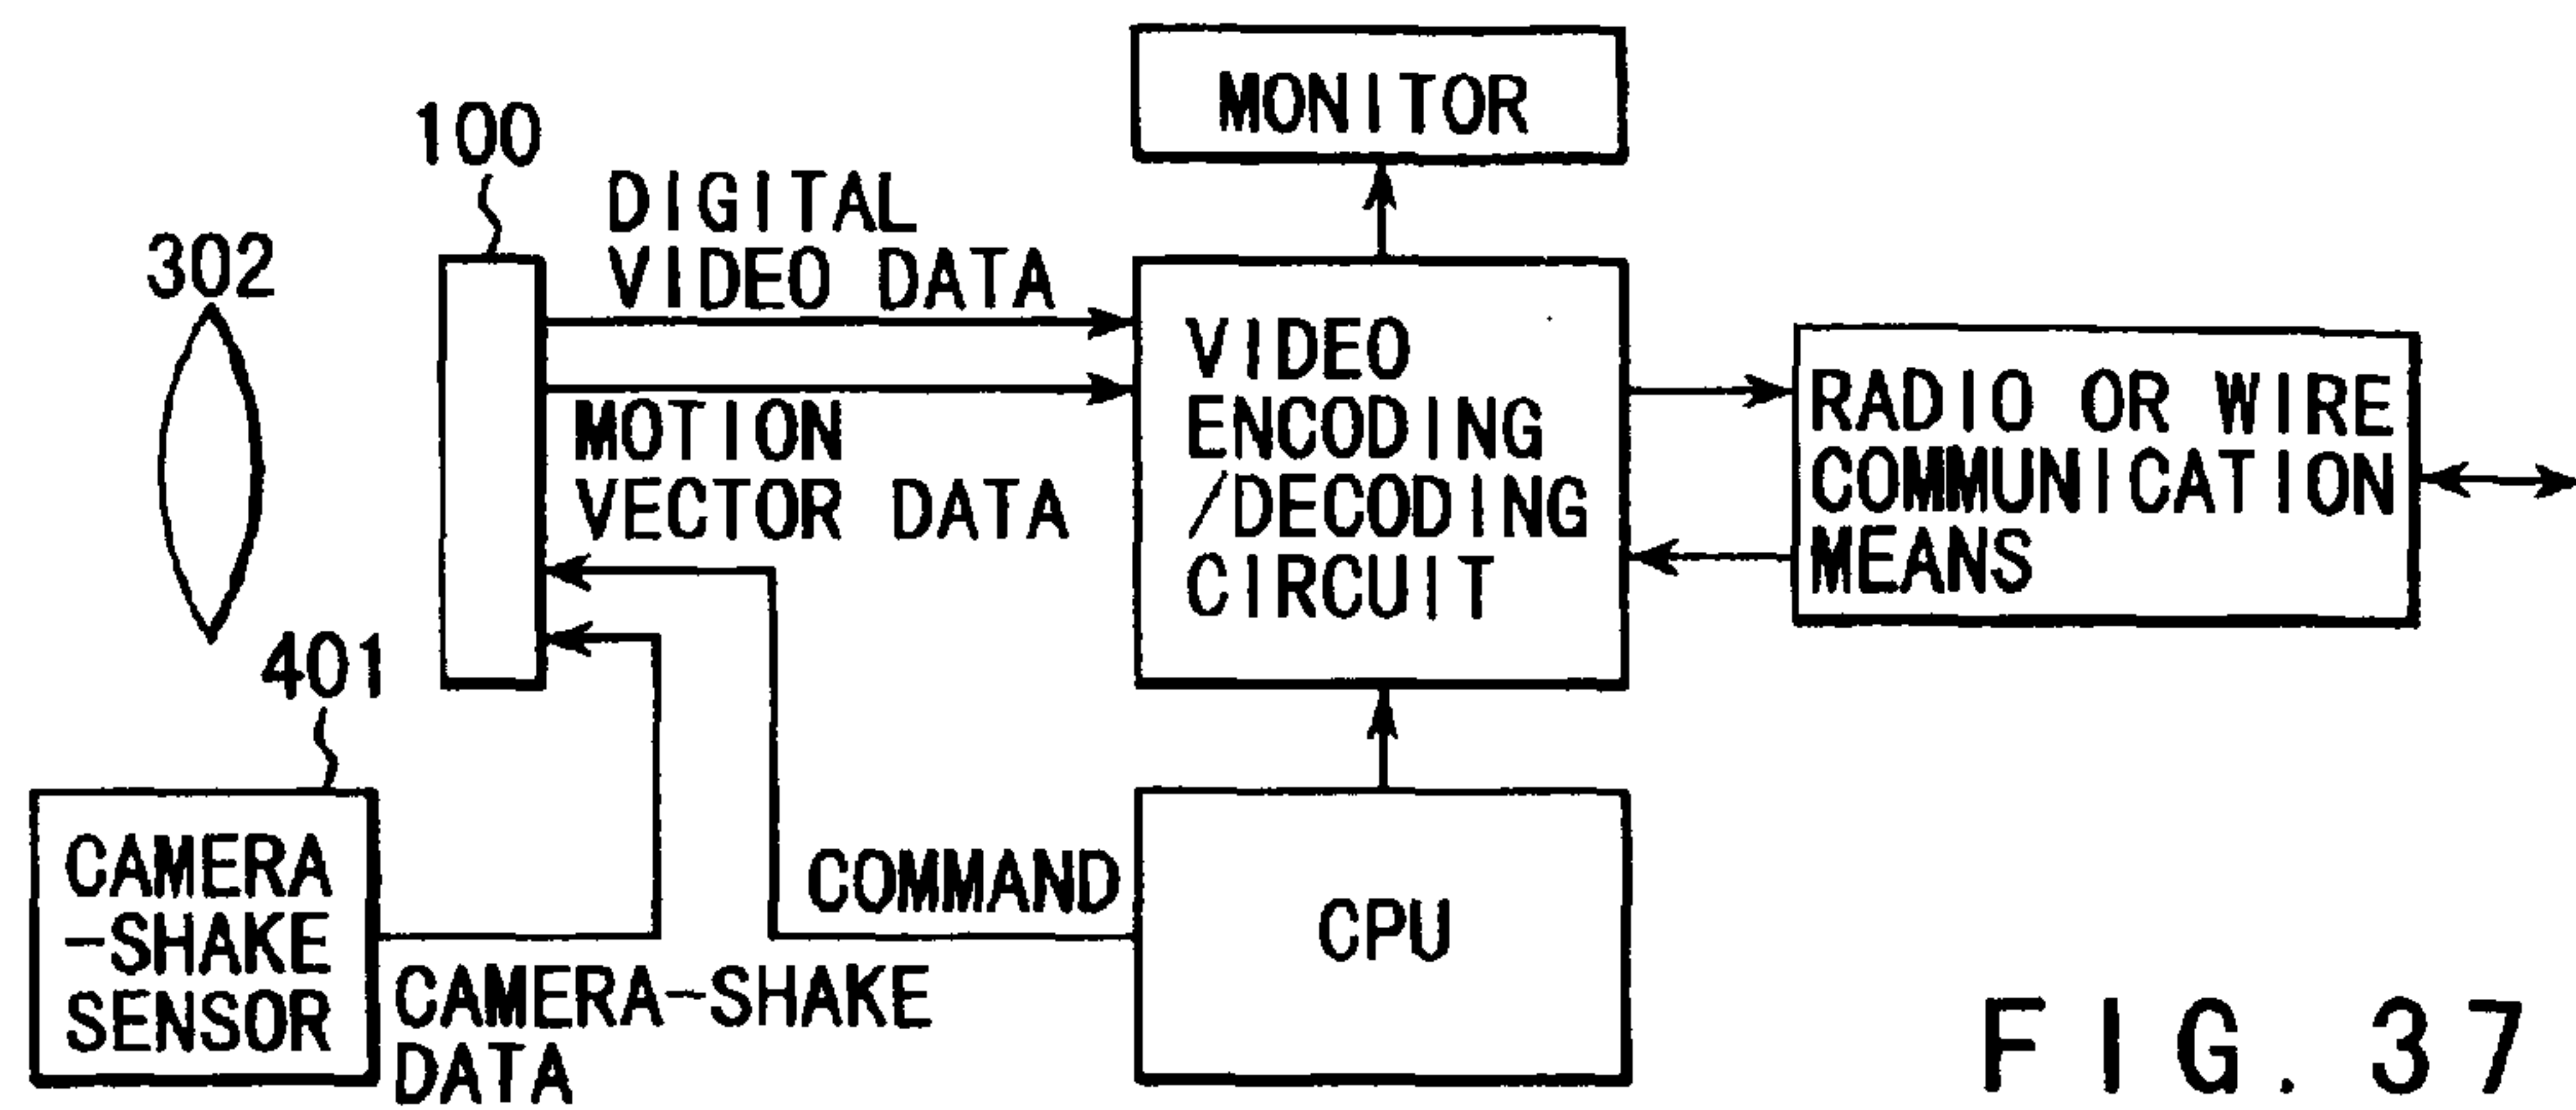 MONITOR
100
DIGITAL
VIDEO DATA
302
MOTION
VECTOR DATA
VIDEO
ENCODING
/DECODING
CIRCUIT
RADIO OR WIRE
COMMUNICATION
MEANS
401
CAMERA
-SHAKE
SENSOR
CAMERA-SHAKE
DATA
COMMAND
CPU
FIG. 37